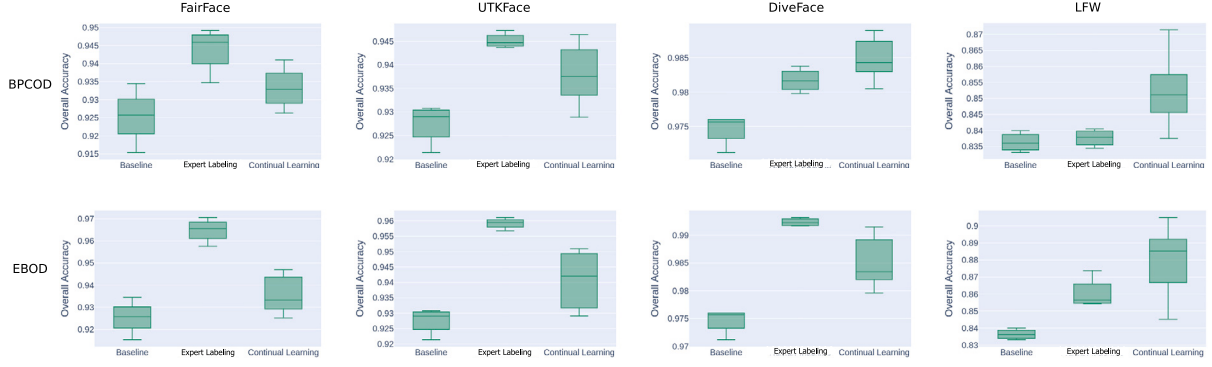 FairFace
UTKFace
DiveFace
LFW
BPCOD
Overall Accuracy
0.95
0.945
0.94
0.935
0.93
0.925
0.92
0.915
Baseline
Expert Labeling
Continual Learning
Overall Accuracy
0.945
0.94
0.935
0.93
0.925
0.92
Baseline
Expert Labeling
Continual Learning
Overall Accuracy
0.985
0.98
0.975
Baseline
Expert Labeling
Continual Learning
Overall Accuracy
0.87
0.865
0.86
0.855
0.85
0.845
0.84
0.835
Baseline
Expert Labeling
Continual Learning
EBOD
Overall Accuracy
0.97
0.96
0.95
0.94
0.93
0.92
Baseline
Expert Labeling
Continual Learning
Overall Accuracy
0.96
0.955
0.95
0.945
0.94
0.935
0.93
0.925
0.92
Baseline
Expert Labeling
Continual Learning
Overall Accuracy
0.99
0.985
0.98
0.975
0.97
Baseline
Expert Labeling
Continual Learning
Overall Accuracy
0.9
0.89
0.88
0.87
0.86
0.85
0.84
0.83
Baseline
Expert Labeling
Continual Learning